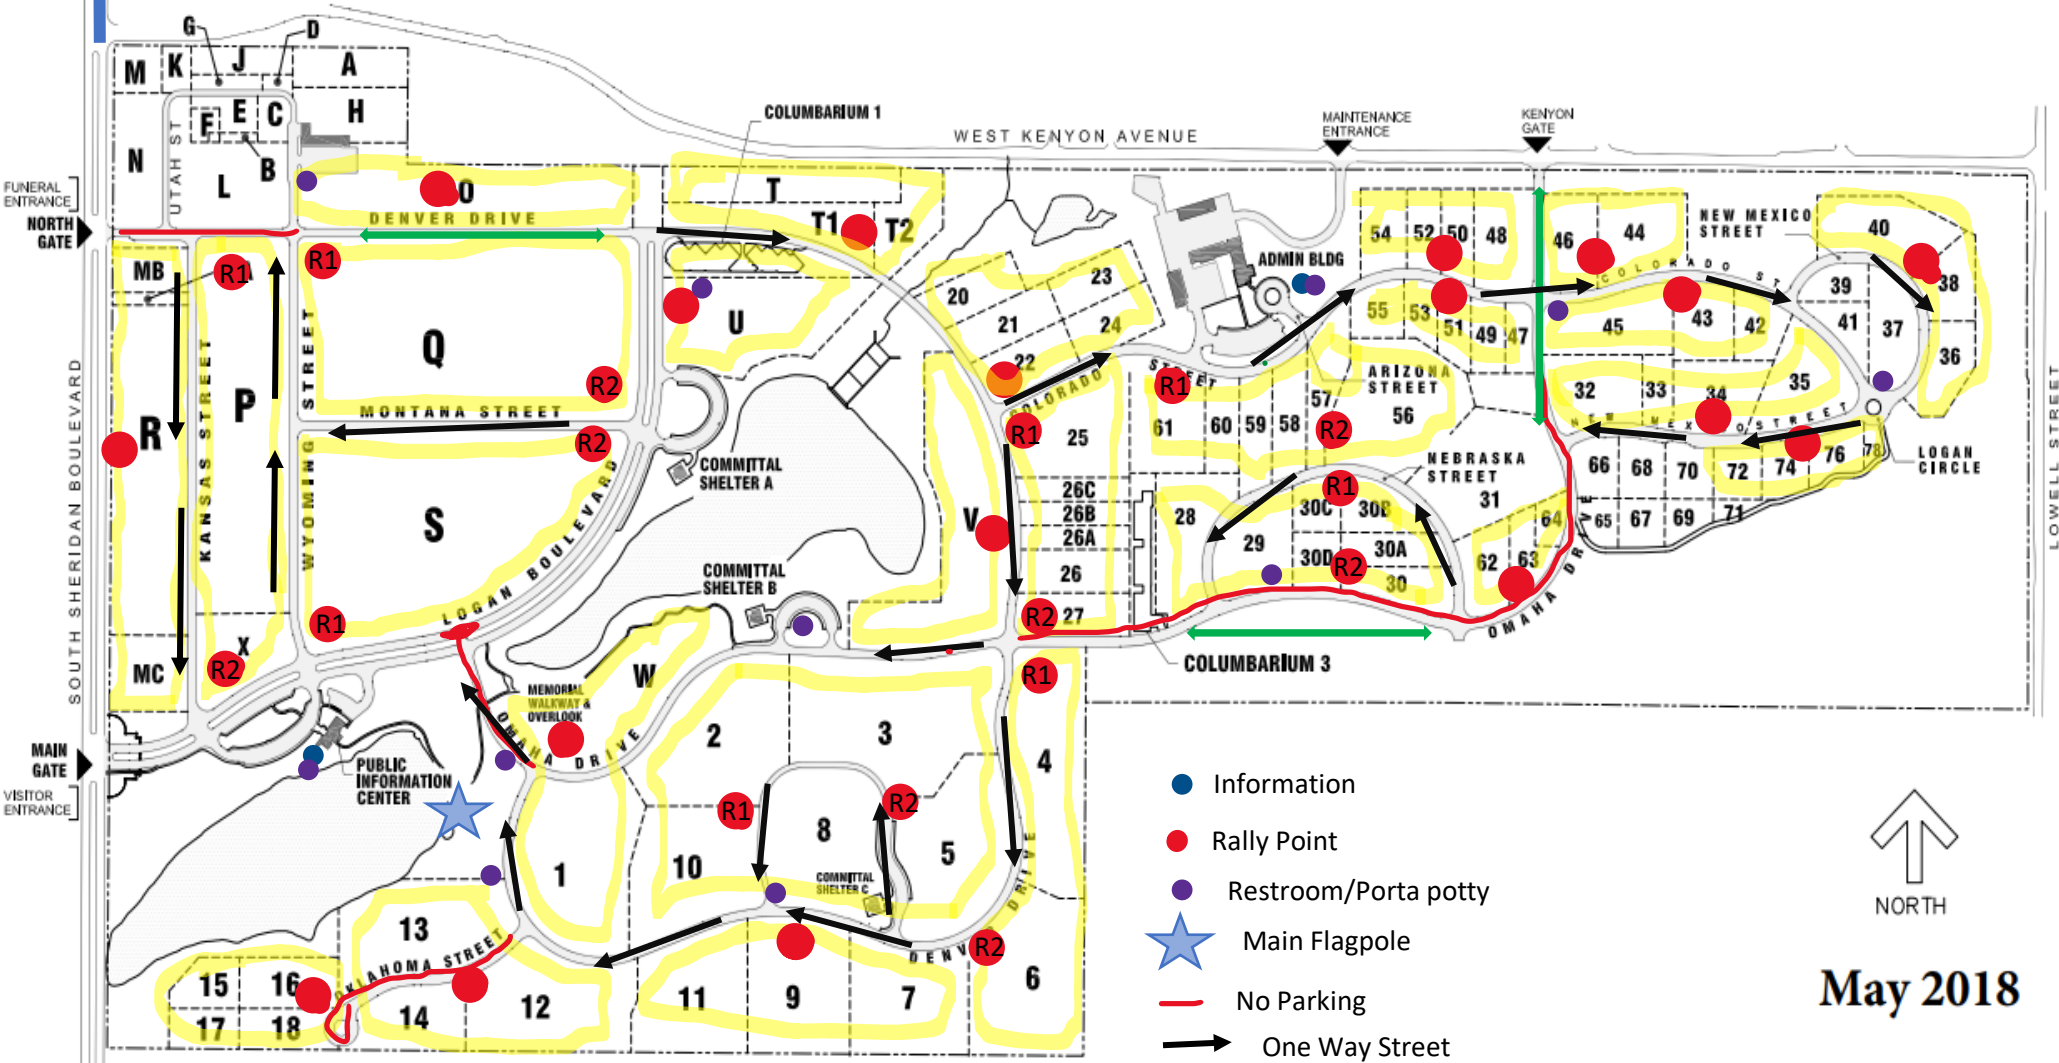 G
D
M
K
J
A
F
E
C
H
COLUMBARIUM 1
MAINTENANCE
ENTRANCE
KENYON
GATE
WEST KENYON AVENUE
N
UTAH ST
L
B
FUNERAL
ENTRANCE
NORTH
GATE
O
DENVER DRIVE
T
T1
T2
54
52
50
48
46
44
NEW MEXICO
STREET
40
ADMIN BLDG
COLORADO ST
MB
R1
R1
38
39
20
23
21
24
22
55
53
51
49
47
45
43
42
41
37
36
U
Q
P
R
KANSAS STREET
WYOMING STREET
R2
MONTANA STREET
R2
COLORADO STREET
R1
ARIZONA
STREET
57
56
32
33
34
35
NEW MEXICO STREET
R1
25
61
60
59
58
R2
NEBRASKA
STREET
66
68
70
72
74
76
78
LOGAN
CIRCLE
LOWELL STREET
SOUTH SHERIDAN BOULEVARD
COMMITTAL
SHELTER A
S
LOGAN BOULEVARD
V
26C
26B
26A
26
28
R1
30C
30B
31
64
65
67
69
71
29
30D
R2
30A
30
62
63
COMMITTAL
SHELTER B
R1
R2
27
OMAHA DRIVE
COLUMBARIUM 3
X
R2
MC
W
MEMORIAL
WALKWAY &
OVERLOOK
OMAHA DRIVE
R1
2
3
4
MAIN
GATE
VISITOR
ENTRANCE
PUBLIC
INFORMATION
CENTER
R1
R2
8
5
10
1
COMMITTAL
SHELTER C
DENVER DRIVE
R2
13
OKLAHOMA STREET
15
16
17
18
14
12
11
9
7
6
Information
Rally Point
Restroom/Porta potty
Main Flagpole
No Parking
One Way Street
NORTH
May 2018